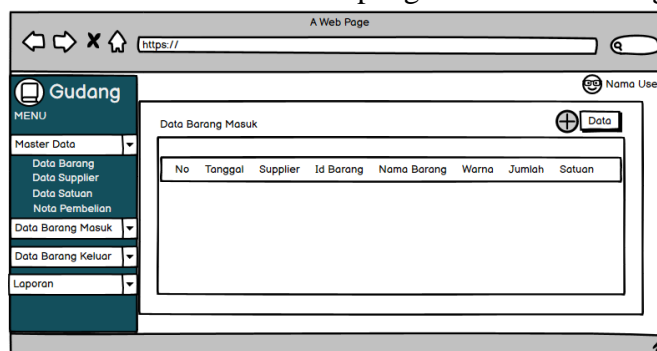 A Web Page
https://
Gudang
Nama Use
MENU
Data Barang Masuk
Data
Master Data
No Tanggal Supplier Id Barang Nama Barang Warna Jumlah Satuan
Data Barang
Data Supplier
Data Satuan
Nota Pembelian
Data Barang Masuk
Data Barang Keluar
Laporan